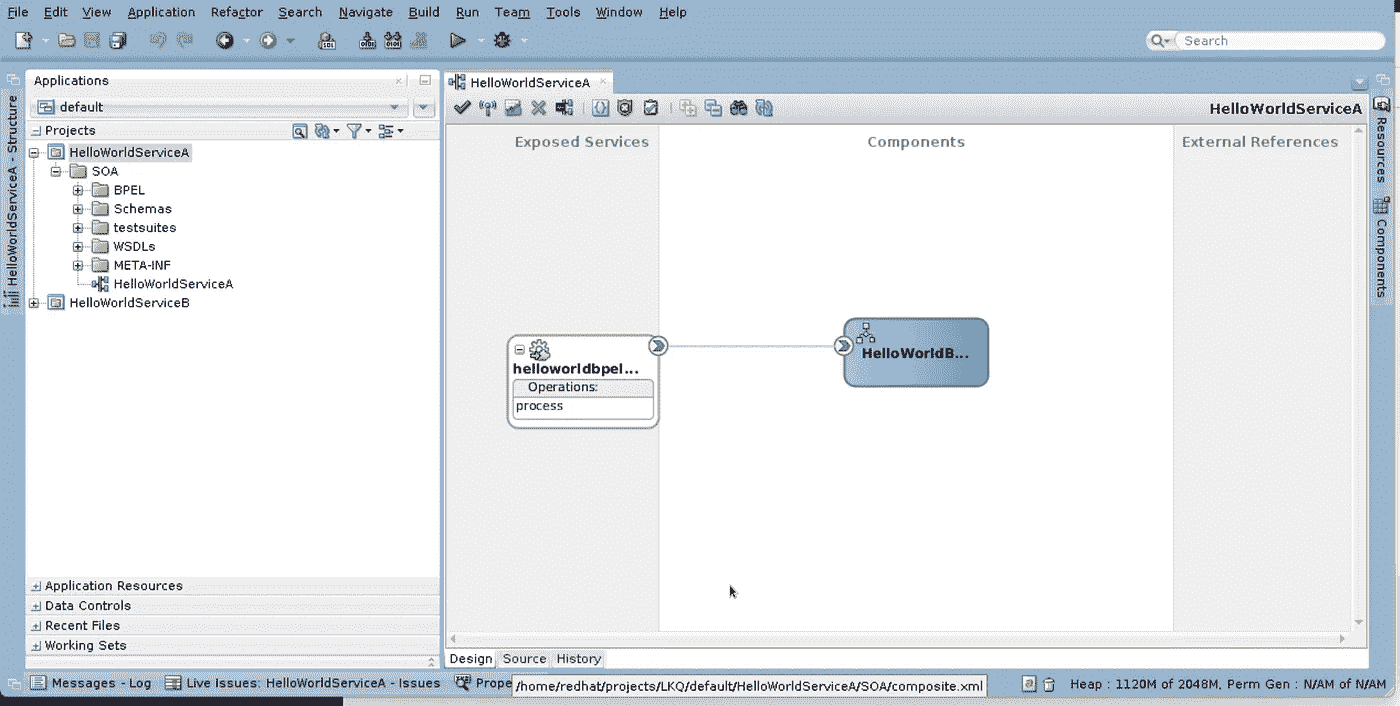 File Edit View Application Refactor Search Navigate Build Run Team Tools Window Help
Search
Applications
default
Projects
HelloWorldServiceA
SOA
BPEL
Schemas
testsuites
WSDLs
META-INF
HelloWorldServiceA
HelloWorldServiceB
Application Resources
Data Controls
Recent Files
Working Sets
HelloWorldServiceA - Structure
HelloWorldServiceA
HelloWorldServiceA
Exposed Services Components External References
helloworldbpel...
Operations:
process
HelloWorldB...
Design Source History
Resources
Components
Messages - Log Live Issues: HelloWorldServiceA - Issues Prope /home/redhat/projects/LKQ/default/HelloWorldServiceA/SOA/composite.xml Heap : 1120M of 2048M, Perm Gen : N/AM of N/AM